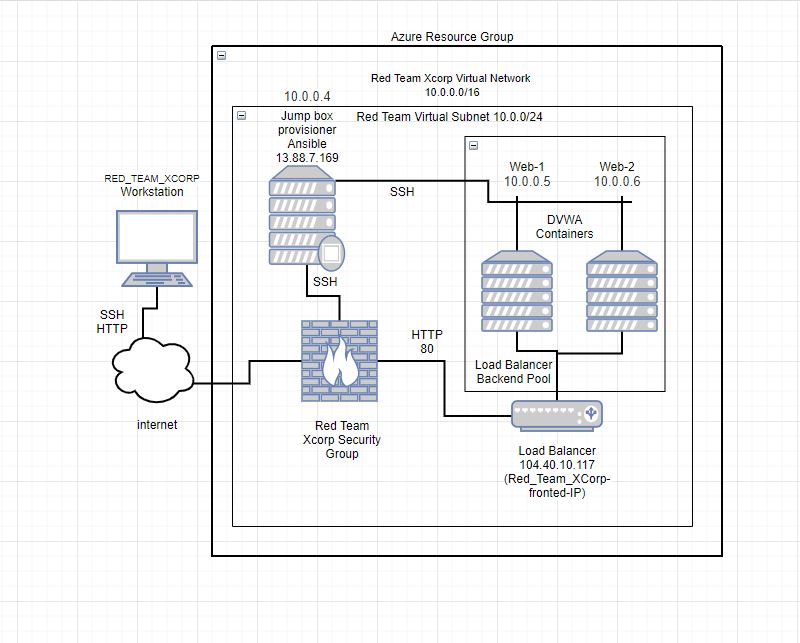 Azure Resource Group
Red Team Xcorp Virtual Network
10.0.0.0/16
10.0.0.4
Jump box
provisioner
Ansible
13.88.7.169
Red Team Virtual Subnet 10.0.0/24
Web-1
10.0.0.5
Web-2
10.0.0.6
RED_TEAM_XCORP
Workstation
SSH
DVWA
Containers
SSH
SSH
HTTP
HTTP
80
Load Balancer
Backend Pool
internet
Red Team
Xcorp Security
Group
Load Balancer
104.40.10.117
(Red_Team_XCorp-
fronted-IP)